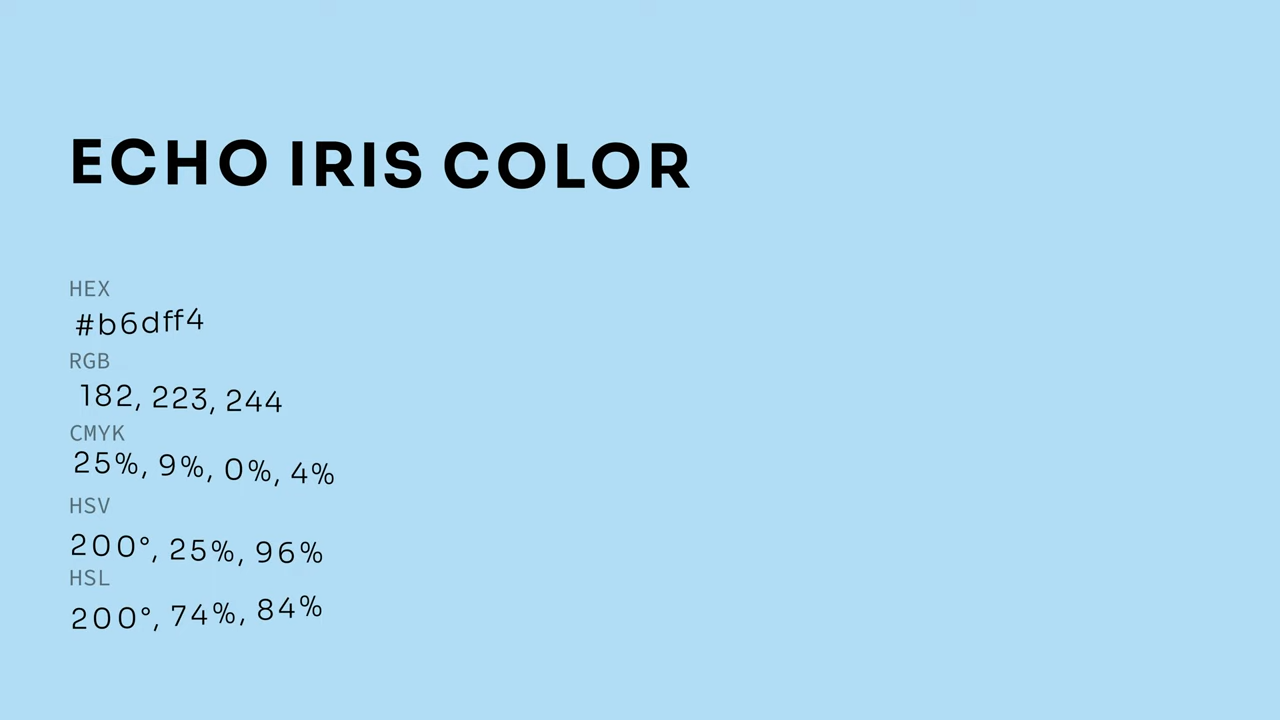 ECHO IRIS COLOR
HEX
#b6dff4
RGB
182, 223, 244
CMYK
25%, 9%, 0%, 4%
HSV
200°, 25%, 96%
HSL
200°, 74%, 84%